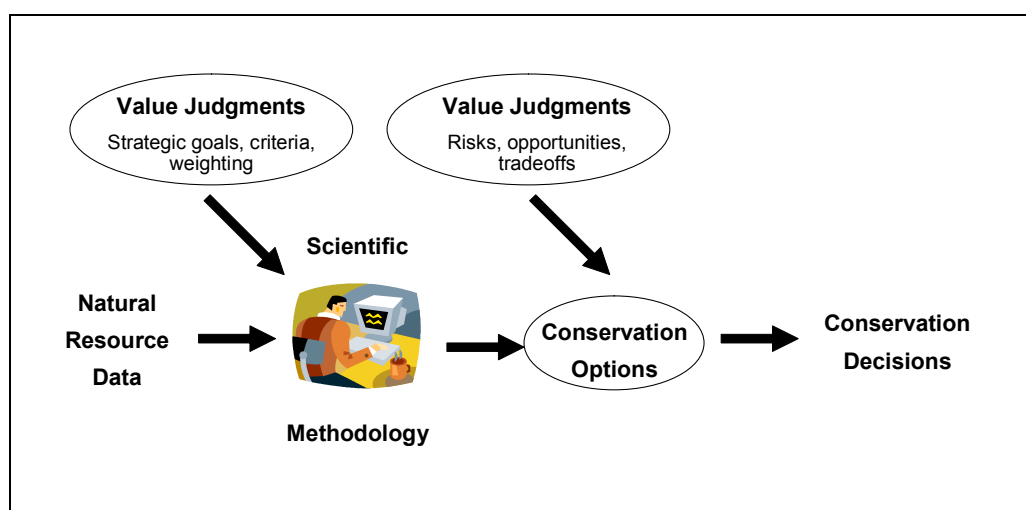 Value Judgments
Strategic goals, criteria,
weighting
Value Judgments
Risks, opportunities,
tradeoffs
Scientific
Natural
Resource
Data
Methodology
Conservation
Options
Conservation
Decisions